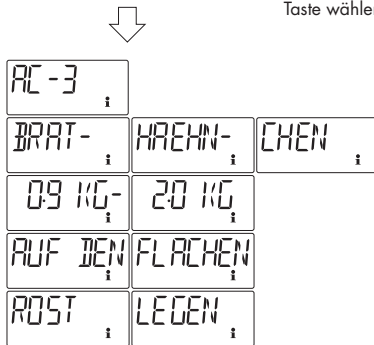 Taste wähle
AC-3 i
BRAT- i HAEHN- i CHEN i
0.9 KG- i 2.0 KG i
AUF DEN i FLACHEN i
ROST i LEGEN i